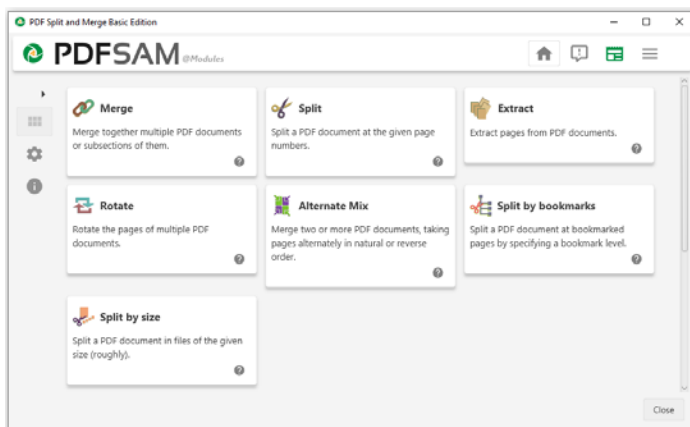 PDF Split and Merge Basic Edition
PDFSAM @Modules
Merge
Merge together multiple PDF documents
or subsections of them.
Split
Split a PDF document at the given page
numbers.
Extract
Extract pages from PDF documents.
Rotate
Rotate the pages of multiple PDF
documents.
Alternate Mix
Merge two or more PDF documents, taking
pages alternately in natural or reverse
order.
Split by bookmarks
Split a PDF document at bookmarked
pages by specifying a bookmark level.
Split by size
Split a PDF document in files of the given
size (roughly).
Close